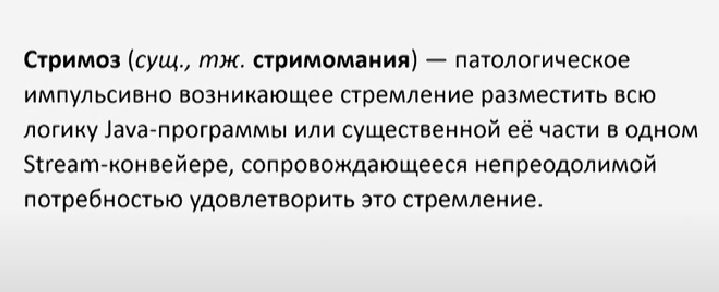 Стримоз (сущ., тж. стримомания) — патологическое
импульсивно возникающее стремление разместить всю
логику Java-программы или существенной её части в одном
Stream-конвейере, сопровождающееся непреодолимой
потребностью удовлетворить это стремление.